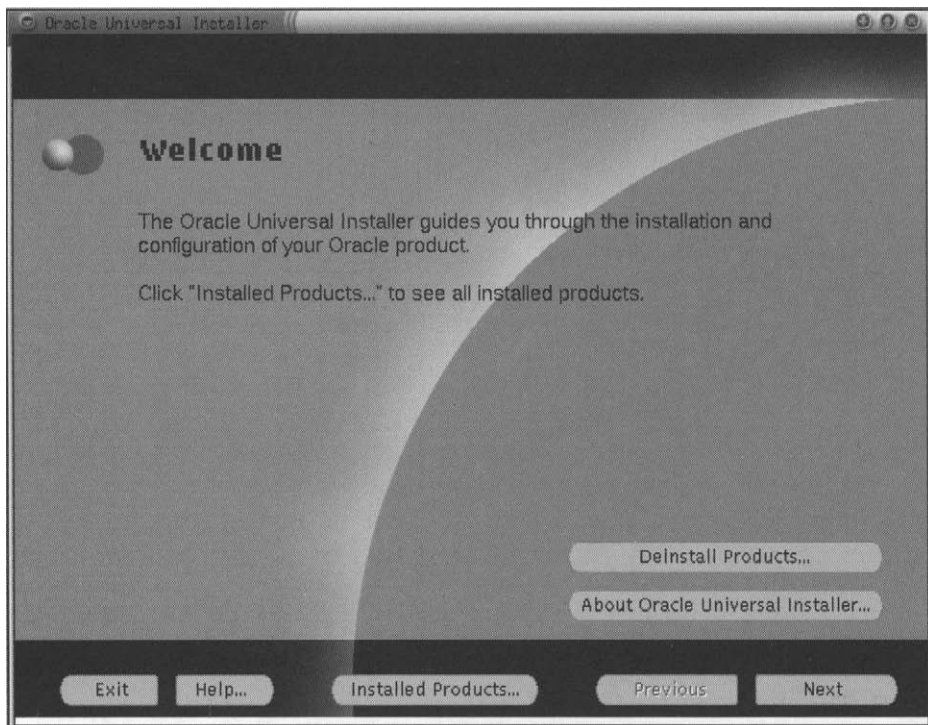 Oracle Universal Installer
Welcome
The Oracle Universal Installer guides you through the installation and
configuration of your Oracle product.
Click "Installed Products..." to see all installed products.
Deinstall Products...
About Oracle Universal Installer...
Exit
Help...
Installed Products...
Previous
Next